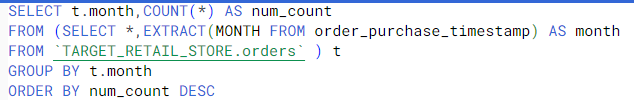 SELECT t.month,COUNT(*) AS num_count
FROM (SELECT *,EXTRACT(MONTH FROM order_purchase_timestamp) AS month
FROM `TARGET_RETAIL_STORE.orders` ) t
GROUP BY t.month
ORDER BY num_count DESC